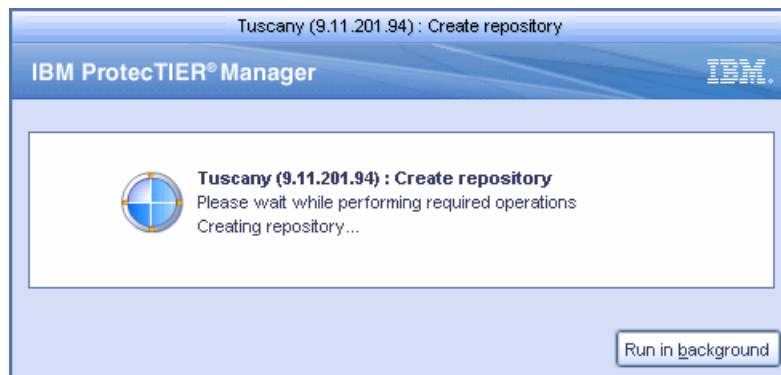 Tuscany (9.11.201.94) : Create repository
IBM ProtecTIER® Manager
IBM.
Tuscany (9.11.201.94) : Create repository
Please wait while performing required operations
Creating repository...
Run in background